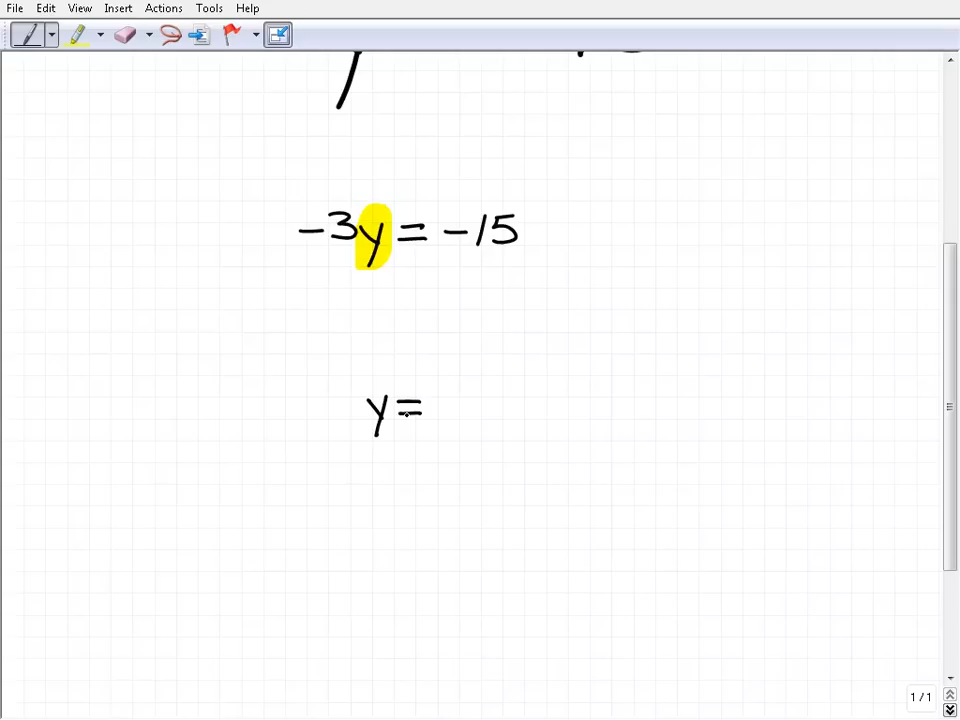 File Edit View Insert Actions Tools Help
-3y = -15
y =
1 / 1